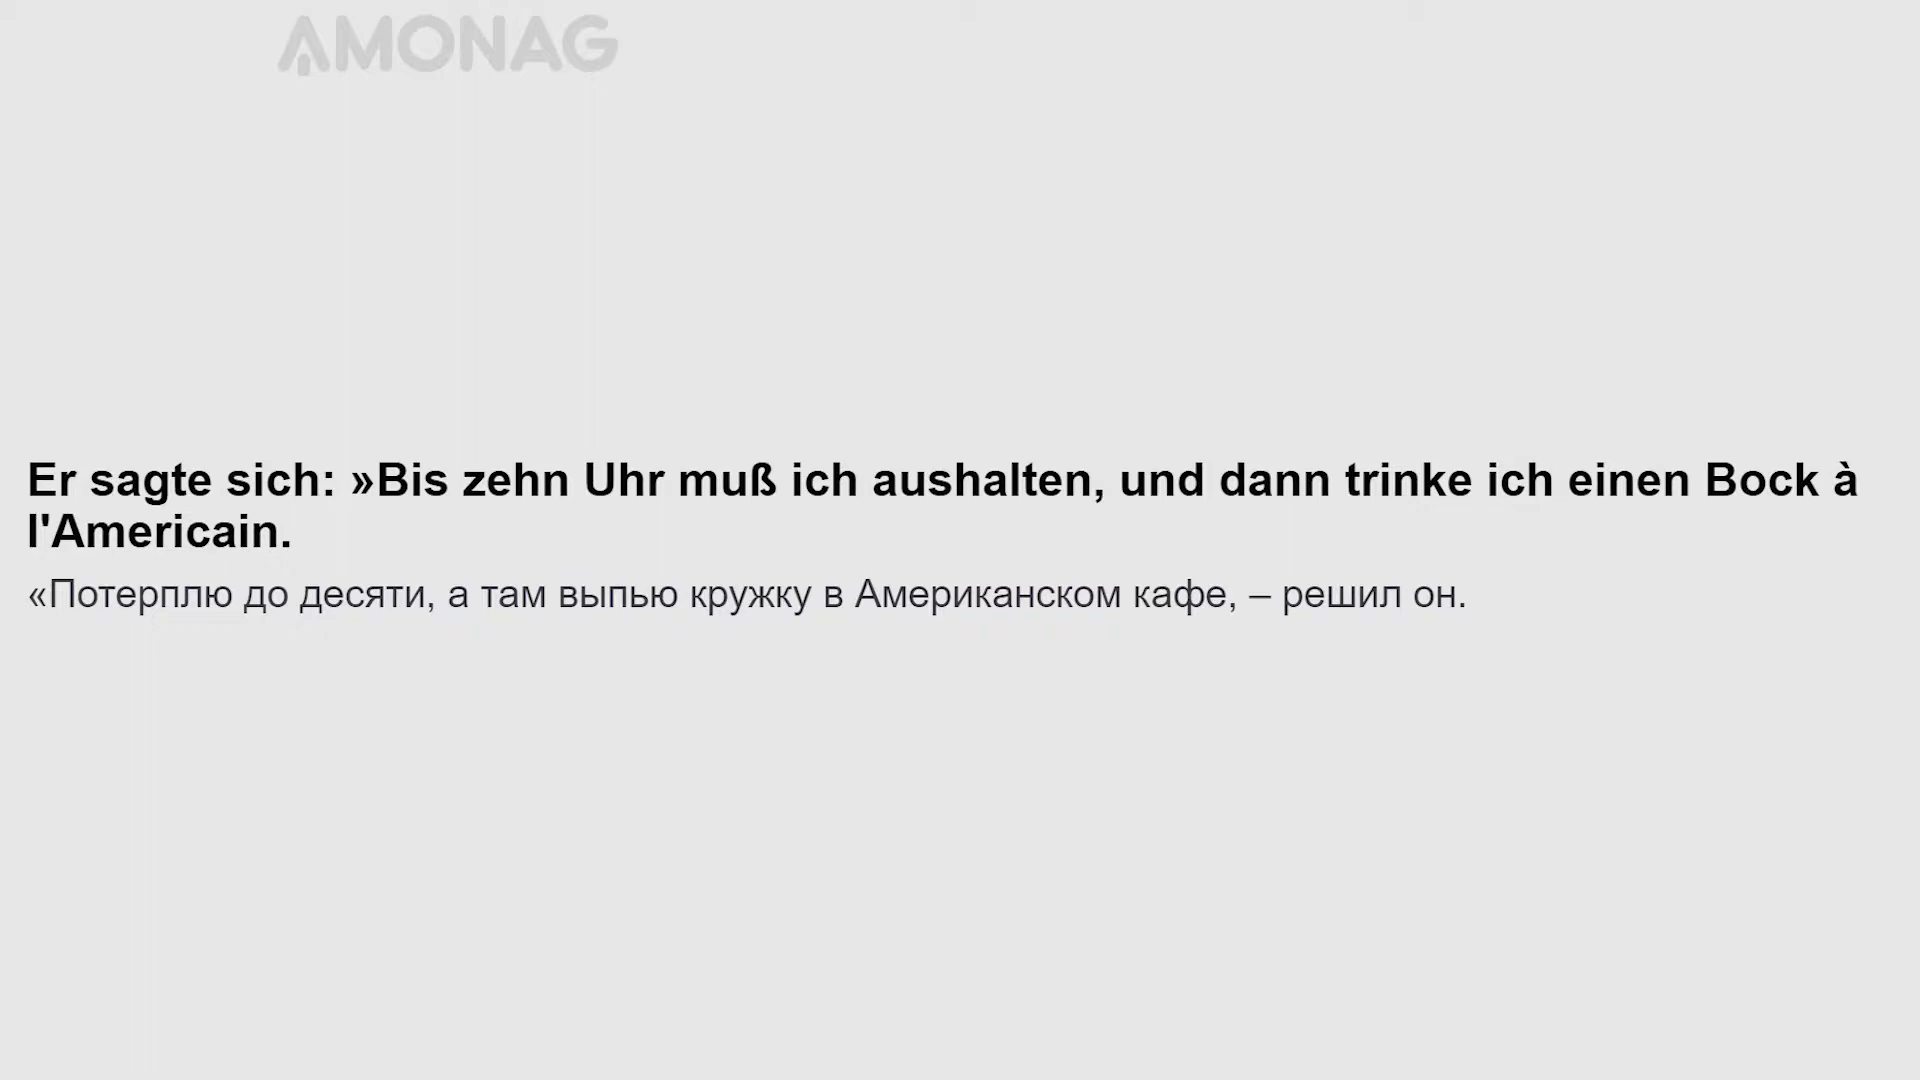 AMONAG
Er sagte sich: »Bis zehn Uhr muß ich aushalten, und dann trinke ich einen Bock à
l'Americain.
«Потерплю до десяти, а там выпью кружку в Американском кафе, – решил он.